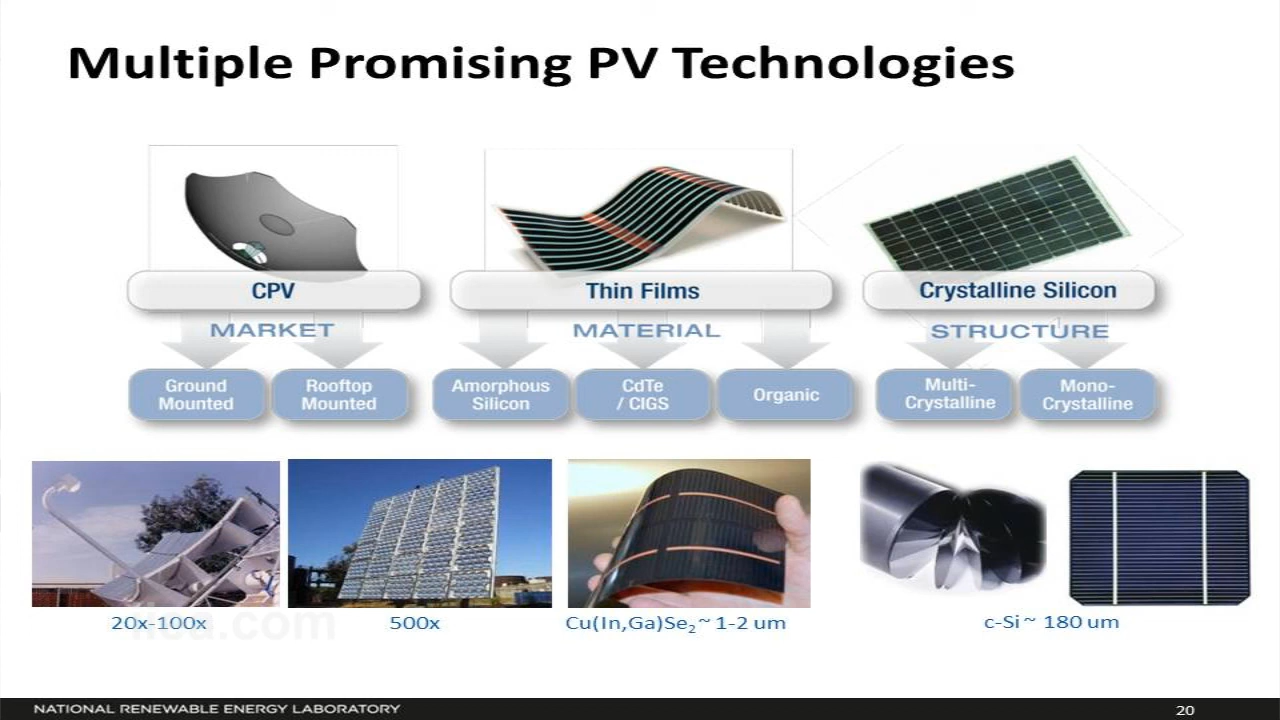 Multiple Promising PV Technologies
CPV
Thin Films
Crystalline Silicon
MARKET
MATERIAL
STRUCTURE
Ground
Mounted
Rooftop
Mounted
Amorphous
Silicon
CdTe
/ CIGS
Organic
Multi-
Crystalline
Mono-
Crystalline
20x-100x
500x
Cu(In,Ga)Se₂ ~ 1-2 um
c-Si ~ 180 um
NATIONAL RENEWABLE ENERGY LABORATORY
20